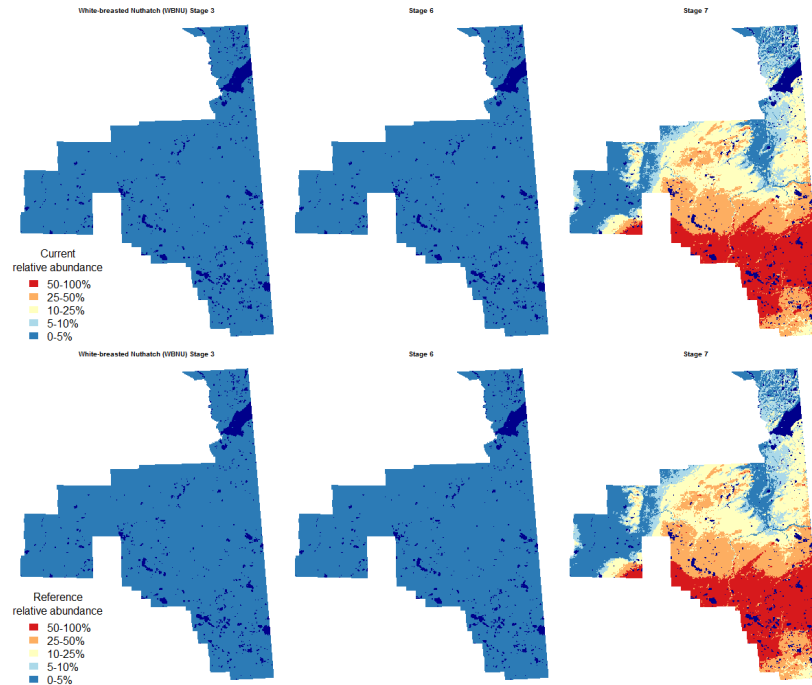 White-breasted Nuthatch (WBNU) Stage 3
Stage 6
Stage 7
Current
relative abundance
50-100%
25-50%
10-25%
5-10%
0-5%
White-breasted Nuthatch (WBNU) Stage 3
Stage 6
Stage 7
Reference
relative abundance
50-100%
25-50%
10-25%
5-10%
0-5%